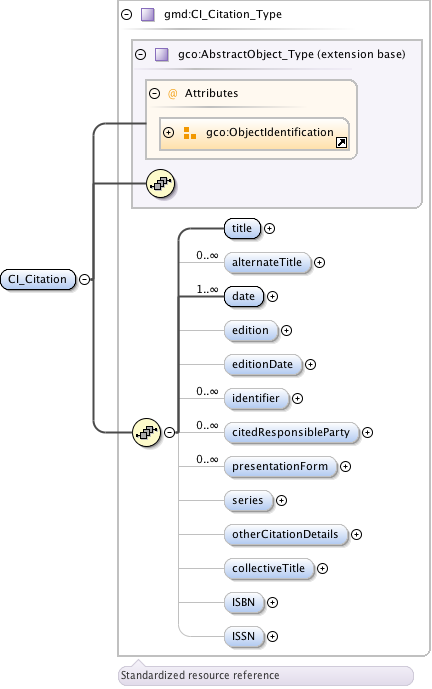 gmd:CI_Citation_Type
gco:AbstractObject_Type (extension base)
@ Attributes
gco:ObjectIdentification
title
0..∞
alternateTitle
1..∞
date
edition
editionDate
CI_Citation
0..∞
identifier
0..∞
citedResponsibleParty
0..∞
presentationForm
series
otherCitationDetails
collectiveTitle
ISBN
ISSN
Standardized resource reference